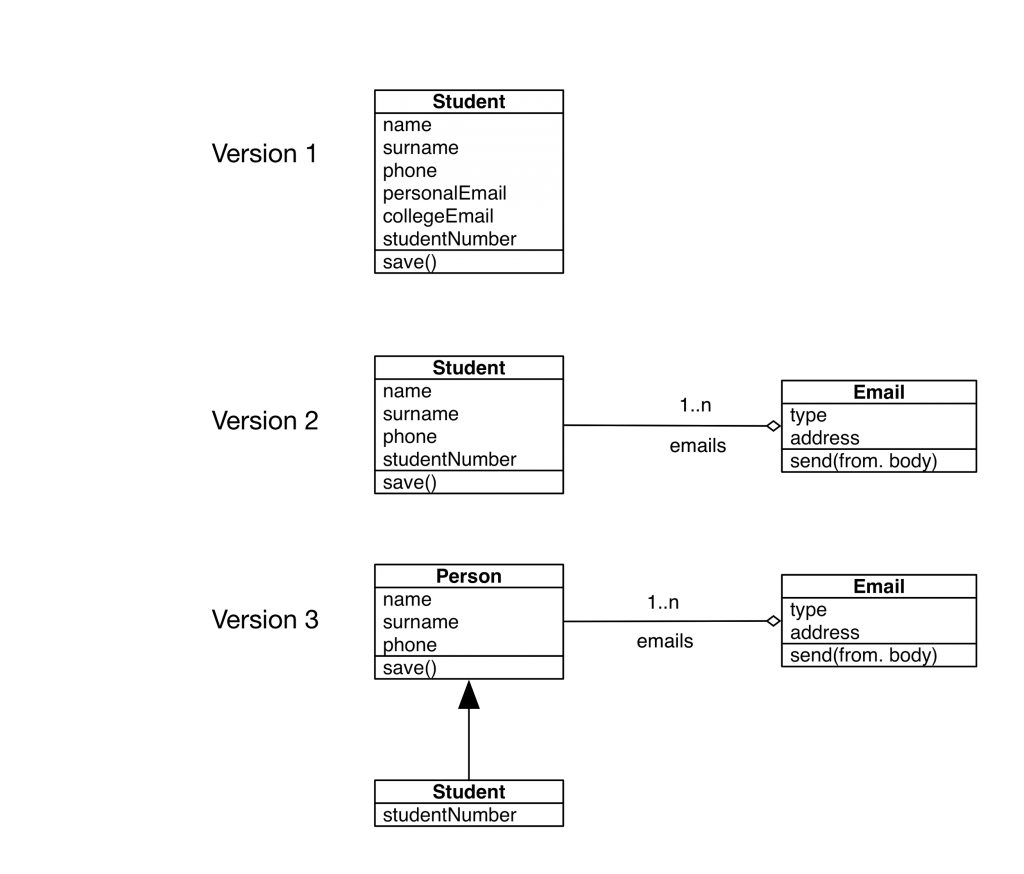 Student
name
surname
Version 1
phone
personalEmail
collegeEmail
studentNumber
save()
Student
name
surname
Version 2
phone
studentNumber
save()
1..n
emails
Email
type
address
send(from. body)
Person
name
surname
Version 3
phone
save()
1..n
emails
Email
type
address
send(from. body)
Student
studentNumber